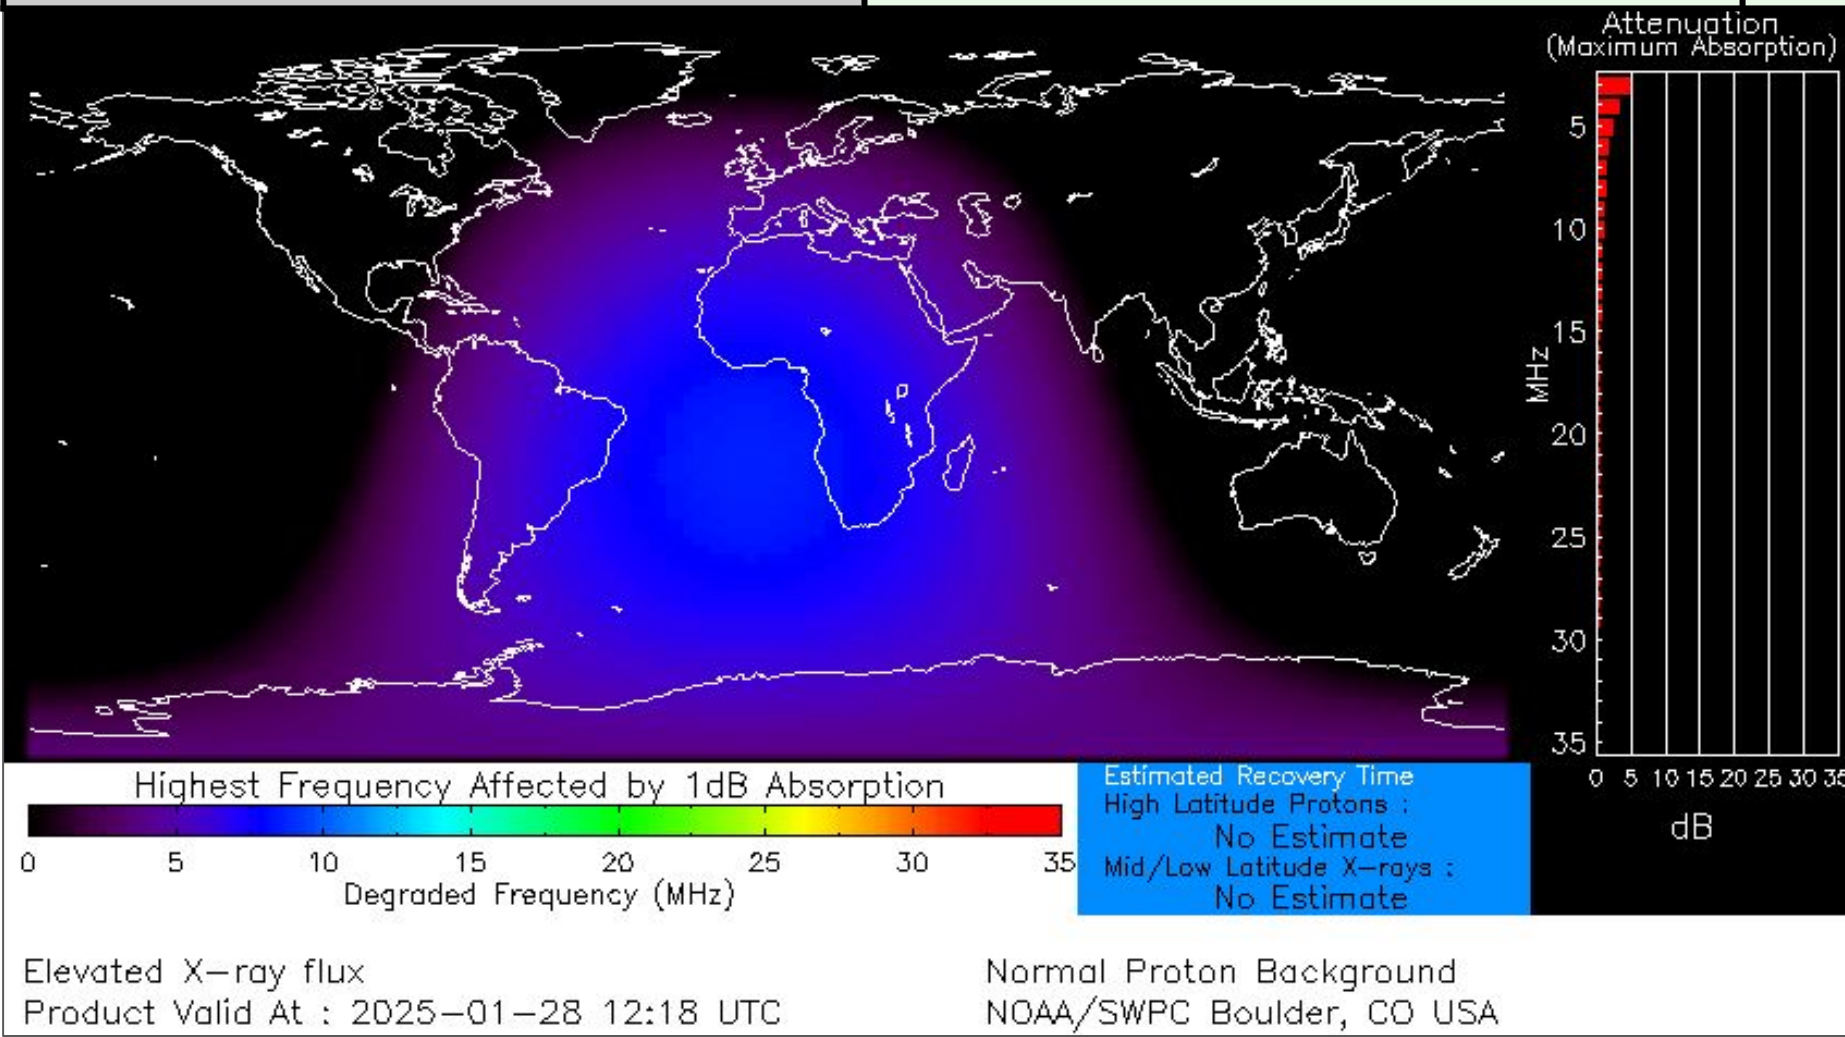 Attenuation
(Maximum Absorption)
5
10
15
20
25
30
35
MHz
0 5 10 15 20 25 30 35
dB
Highest Frequency Affected by 1dB Absorption
0 5 10 15 20 25 30 35
Degraded Frequency (MHz)
Estimated Recovery Time
High Latitude Protons :
No Estimate
Mid/Low Latitude X-rays :
No Estimate
Elevated X-ray flux
Normal Proton Background
Product Valid At : 2025-01-28 12:18 UTC
NOAA/SWPC Boulder, CO USA